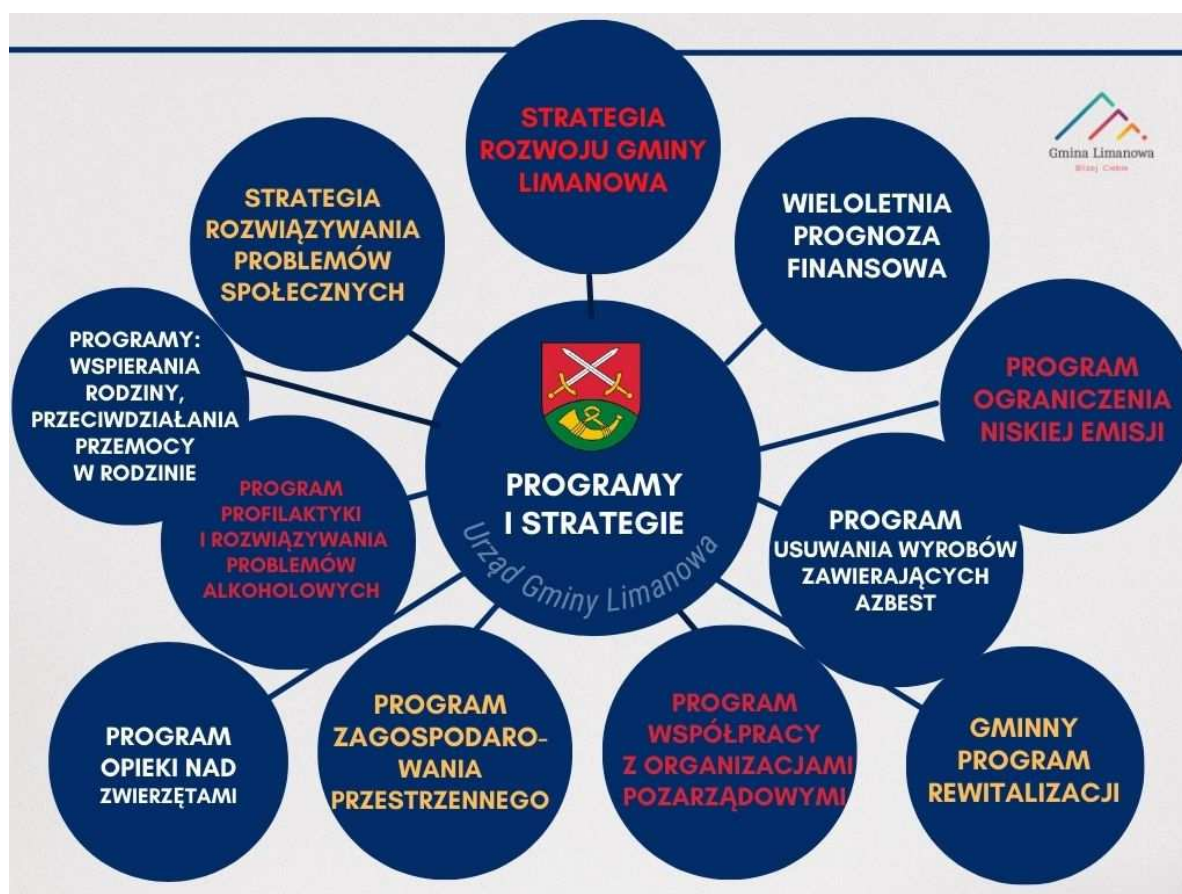 STRATEGIA
ROZWOJU GMINY
LIMANOWA
Gmina Limanowa
Bliżej Ciebie
STRATEGIA
ROZWIĄZYWANIA
PROBLEMÓW
SPOŁECZNYCH
WIELOLETNIA
PROGNOZA
FINANSOWA
PROGRAMY:
WSPIERANIA
RODZINY,
PRZECIWDZIAŁANIA
PRZEMOCY
W RODZINIE
PROGRAM
OGRANICZENIA
NISKIEJ EMISJI
PROGRAMY
I STRATEGIE
Urząd Gminy Limanowa
PROGRAM
PROFILAKTYKI
I ROZWIĄZYWANIA
PROBLEMÓW
ALKOHOLOWYCH
PROGRAM
USUWANIA WYROBÓW
ZAWIERAJĄCYCH
AZBEST
PROGRAM
OPIEKI NAD
ZWIERZĘTAMI
PROGRAM
ZAGOSPODARO-
WANIA
PRZESTRZENNEGO
PROGRAM
WSPÓŁPRACY
Z ORGANIZACJAMI
POZARZĄDOWYMI
GMINNY
PROGRAM
REWITALIZACJI